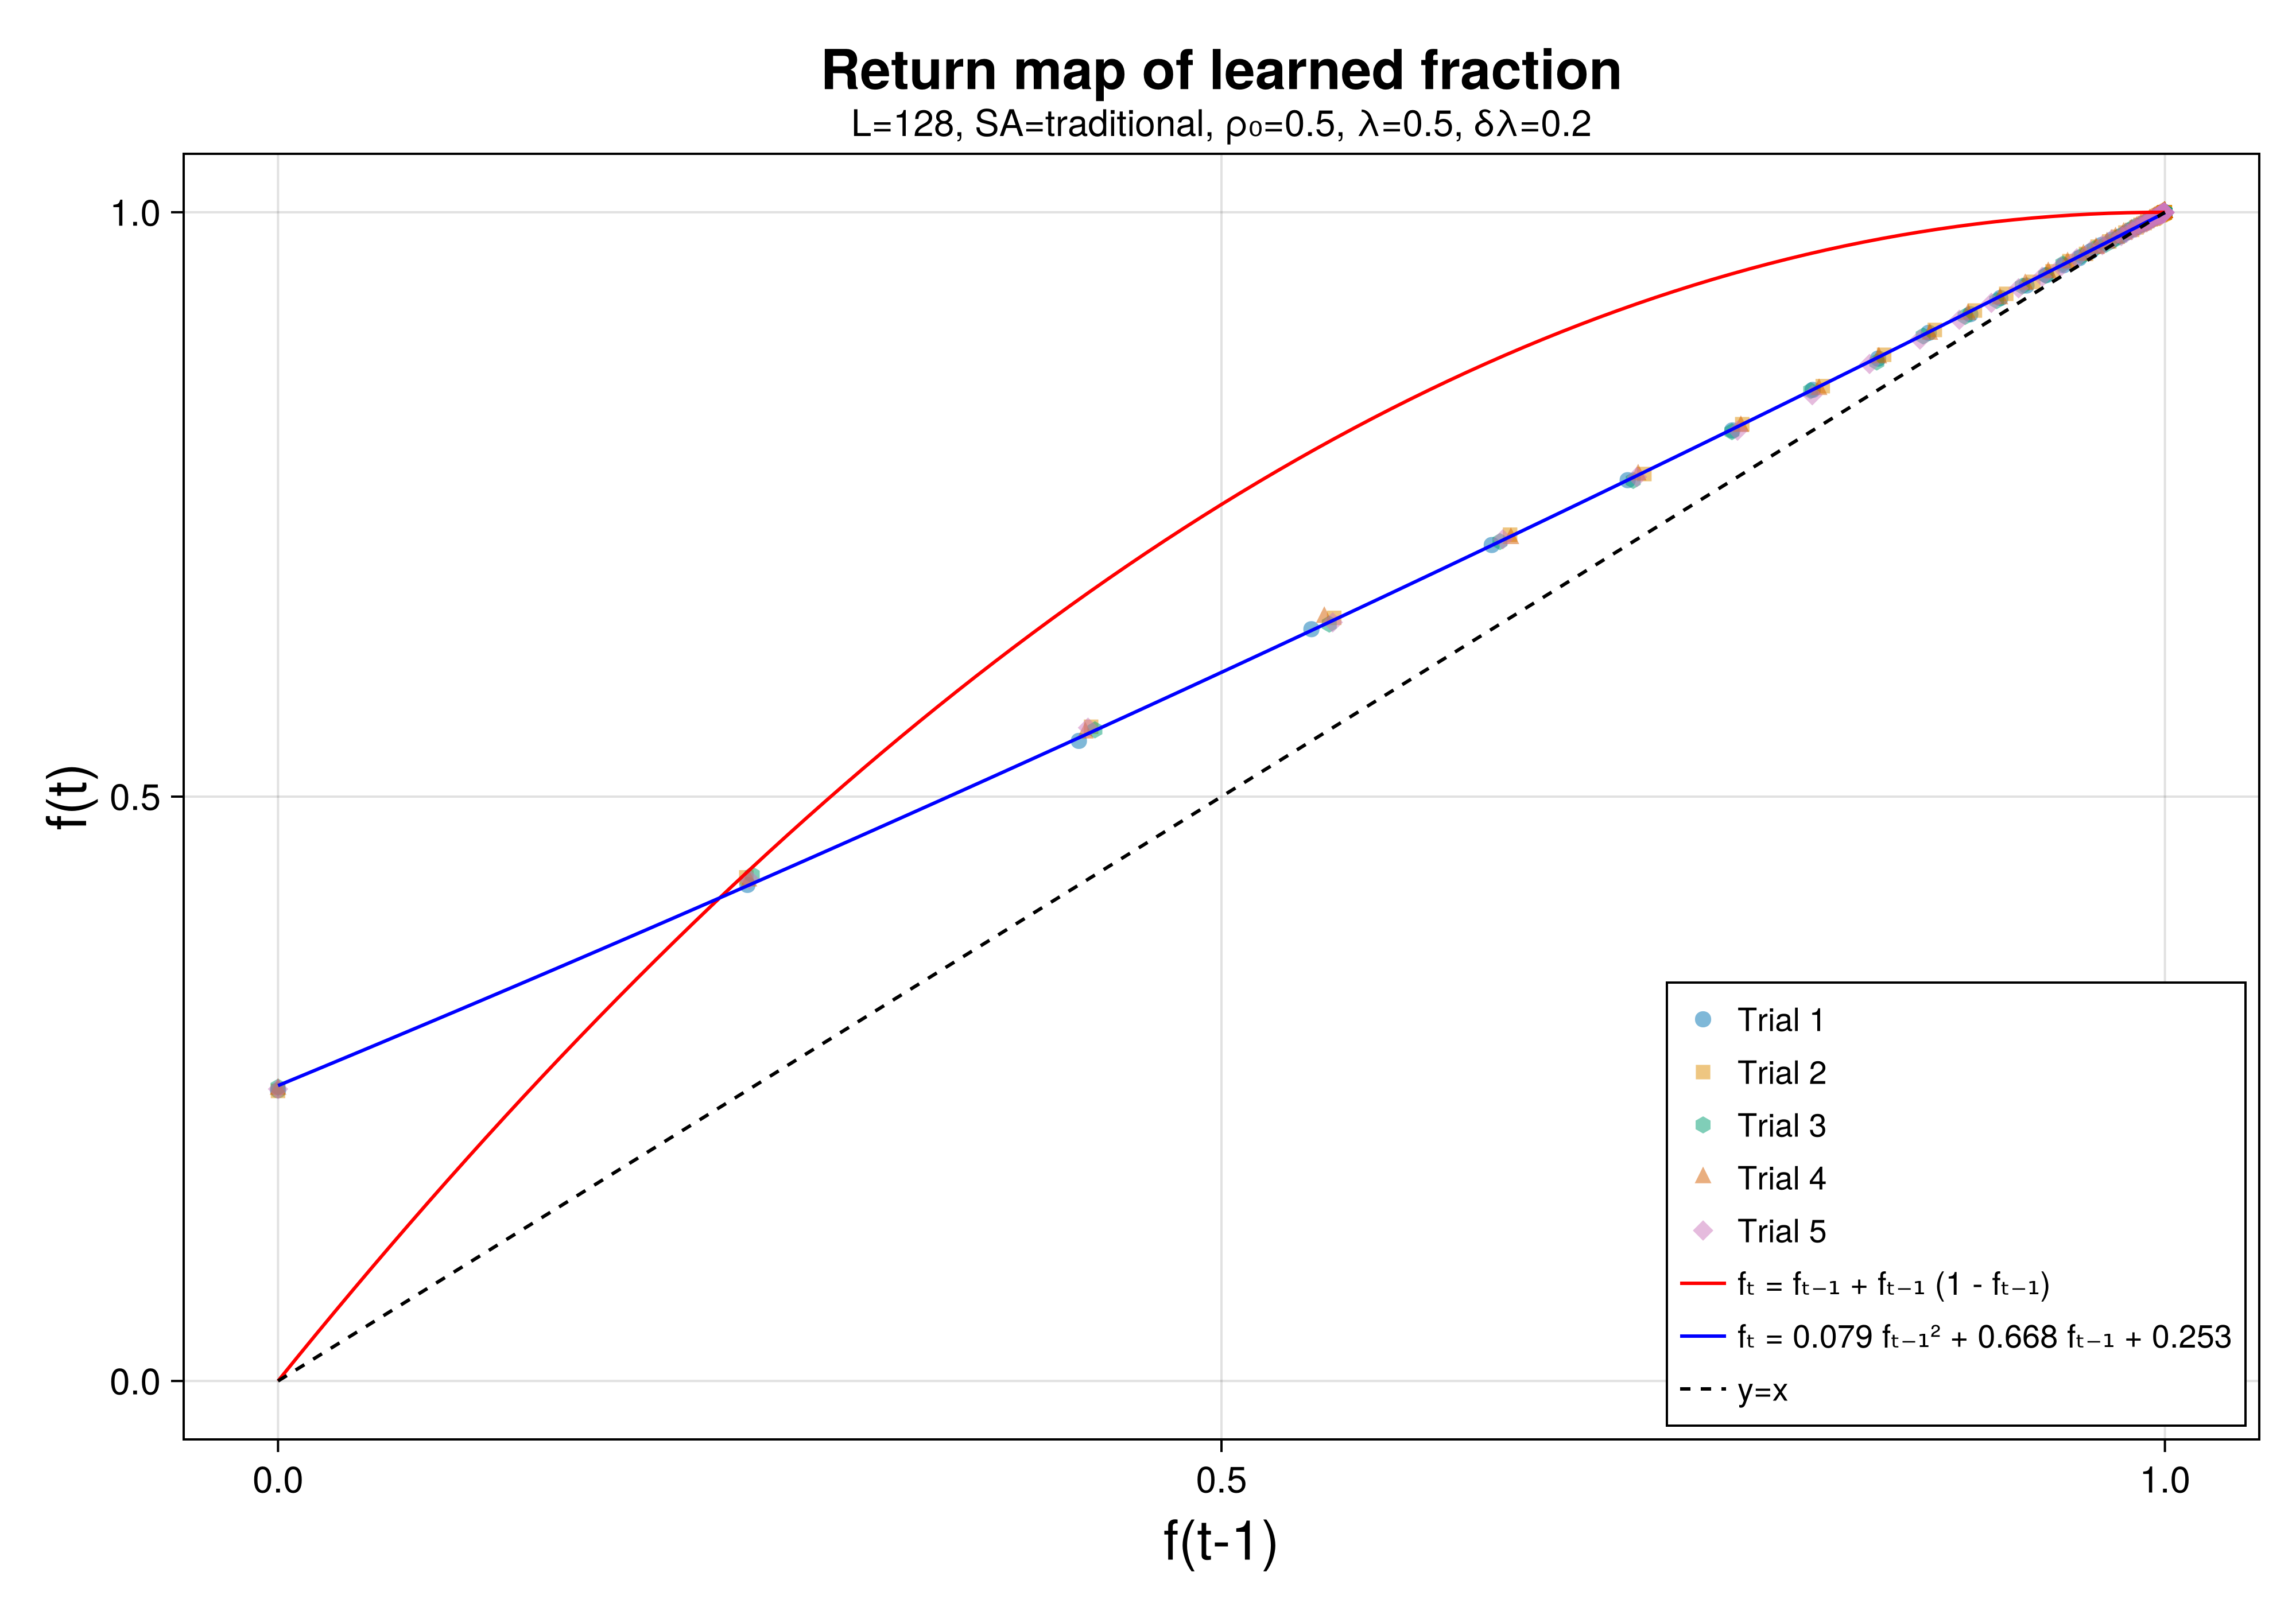 Return map of learned fraction
L=128, SA=traditional, ρ₀=0.5, λ=0.5, δλ=0.2
1.0
0.5
0.0
f(t)
0.0
0.5
1.0
f(t-1)
Trial 1
Trial 2
Trial 3
Trial 4
Trial 5
fₜ = fₜ₋₁ + fₜ₋₁ (1 - fₜ₋₁)
fₜ = 0.079 fₜ₋₁² + 0.668 fₜ₋₁ + 0.253
y=x